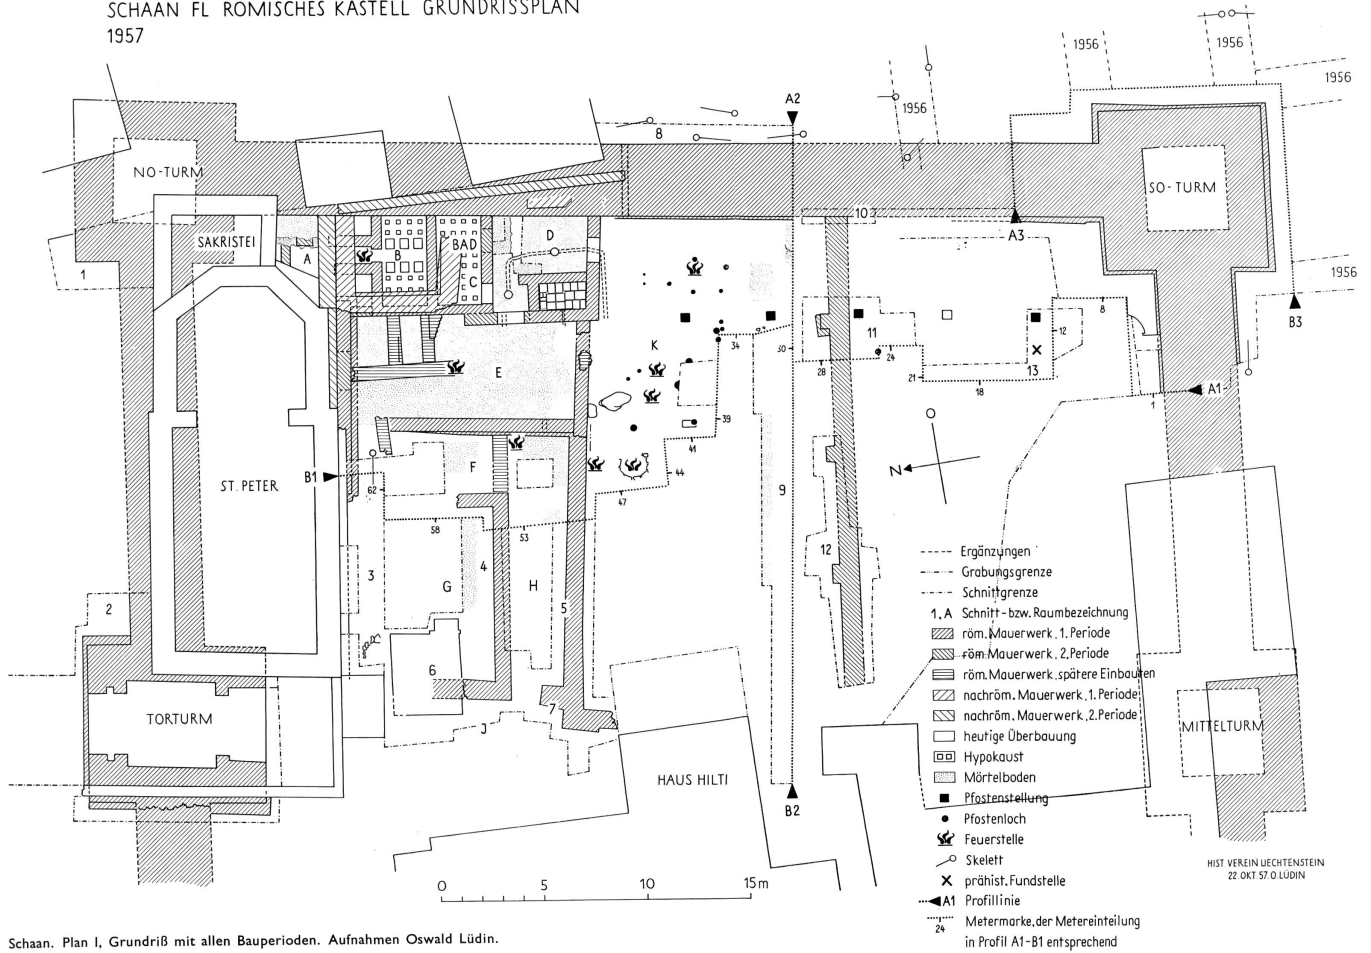 SCHAAN FL RÖMISCHES KASTELL GRUNDRISSPLAN
1957
1956
1956
1956
1956
1956
A2
8
NO-TURM
SO-TURM
10
A3
SAKRISTEI
A
B
BAD
C
D
1
B3
K
E
11
8
12
13
34
30
28
24
21
18
1
A1
39
41
44
47
N
ST. PETER
B1
62
F
58
53
9
3
4
G
H
5
12
2
6
7
J
TORTURM
HAUS HILTI
B2
MITTELTURM
Ergänzungen
Grabungsgrenze
Schnittgrenze
1, A Schnitt- bzw. Raumbezeichnung
röm. Mauerwerk, 1. Periode
röm. Mauerwerk, 2. Periode
röm. Mauerwerk, spätere Einbauten
nachröm. Mauerwerk, 1. Periode
nachröm. Mauerwerk, 2. Periode
heutige Überbauung
Hypokaust
Mörtelboden
Pfostenstellung
Pfostenloch
Feuerstelle
Skelett
prähist. Fundstelle
A1 Profillinie
24 Metermarke, der Metereinteilung
in Profil A1-B1 entsprechend
HIST VEREIN LIECHTENSTEIN
22. OKT. 57. O. LÜDIN
0 5 10 15 m
Schaan. Plan I, Grundriß mit allen Bauperioden. Aufnahmen Oswald Lüdin.